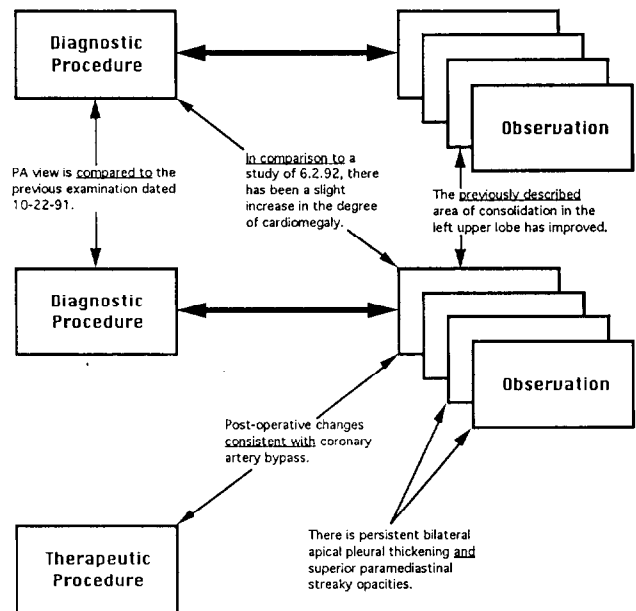 Diagnostic
Procedure
Observation
PA view is compared to the
previous examination dated
10-22-91.
In comparison to a
study of 6.2.92, there
has been a slight
increase in the degree
of cardiomegaly.
The previously described
area of consolidation in the
left upper lobe has improved.
Diagnostic
Procedure
Observation
Post-operative changes
consistent with coronary
artery bypass.
There is persistent bilateral
apical pleural thickening and
superior paramediastinal
streaky opacities.
Therapeutic
Procedure